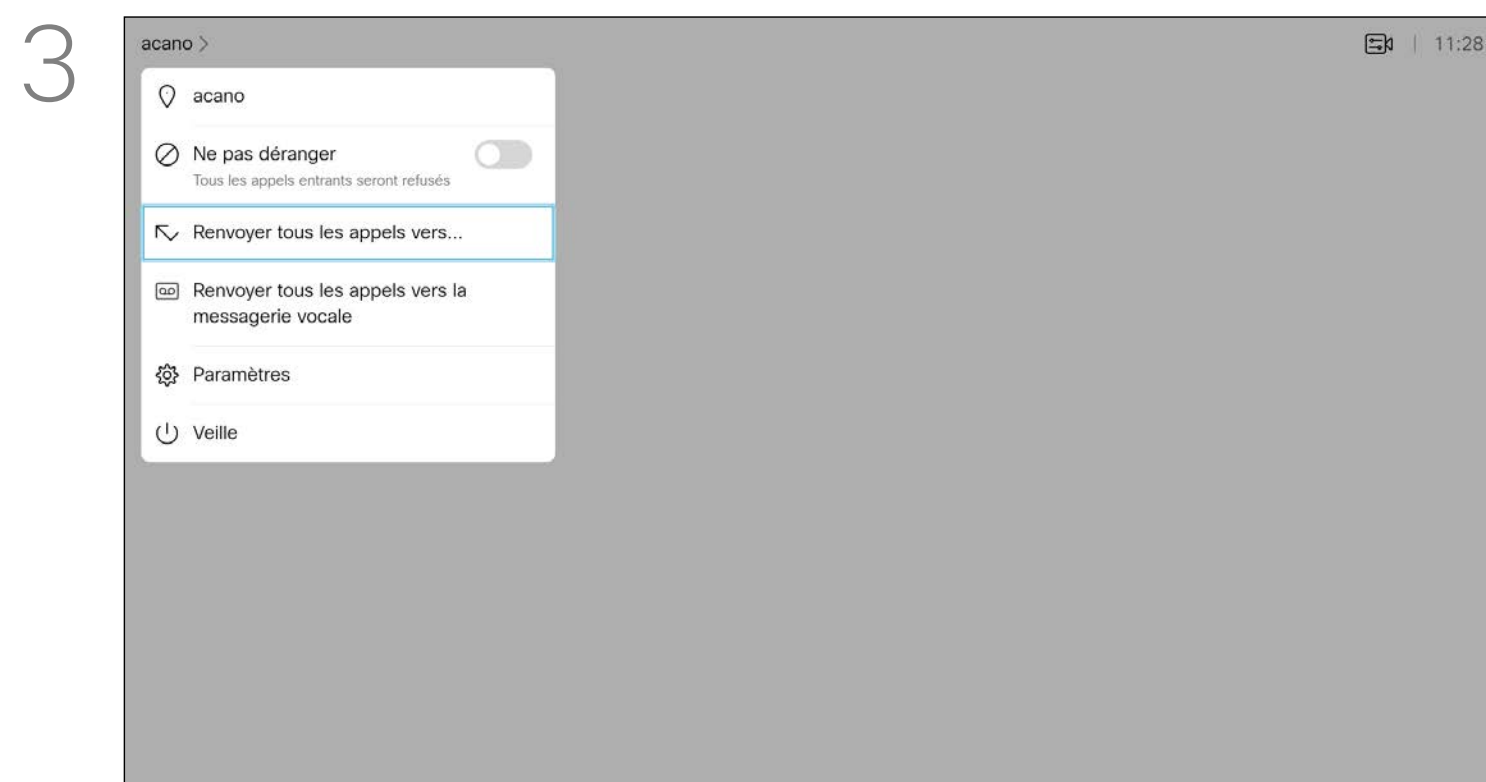 3
acano >
11:28
acano
Ne pas déranger
Tous les appels entrants seront refusés
Renvoyer tous les appels vers...
Renvoyer tous les appels vers la
messagerie vocale
Paramètres
Veille